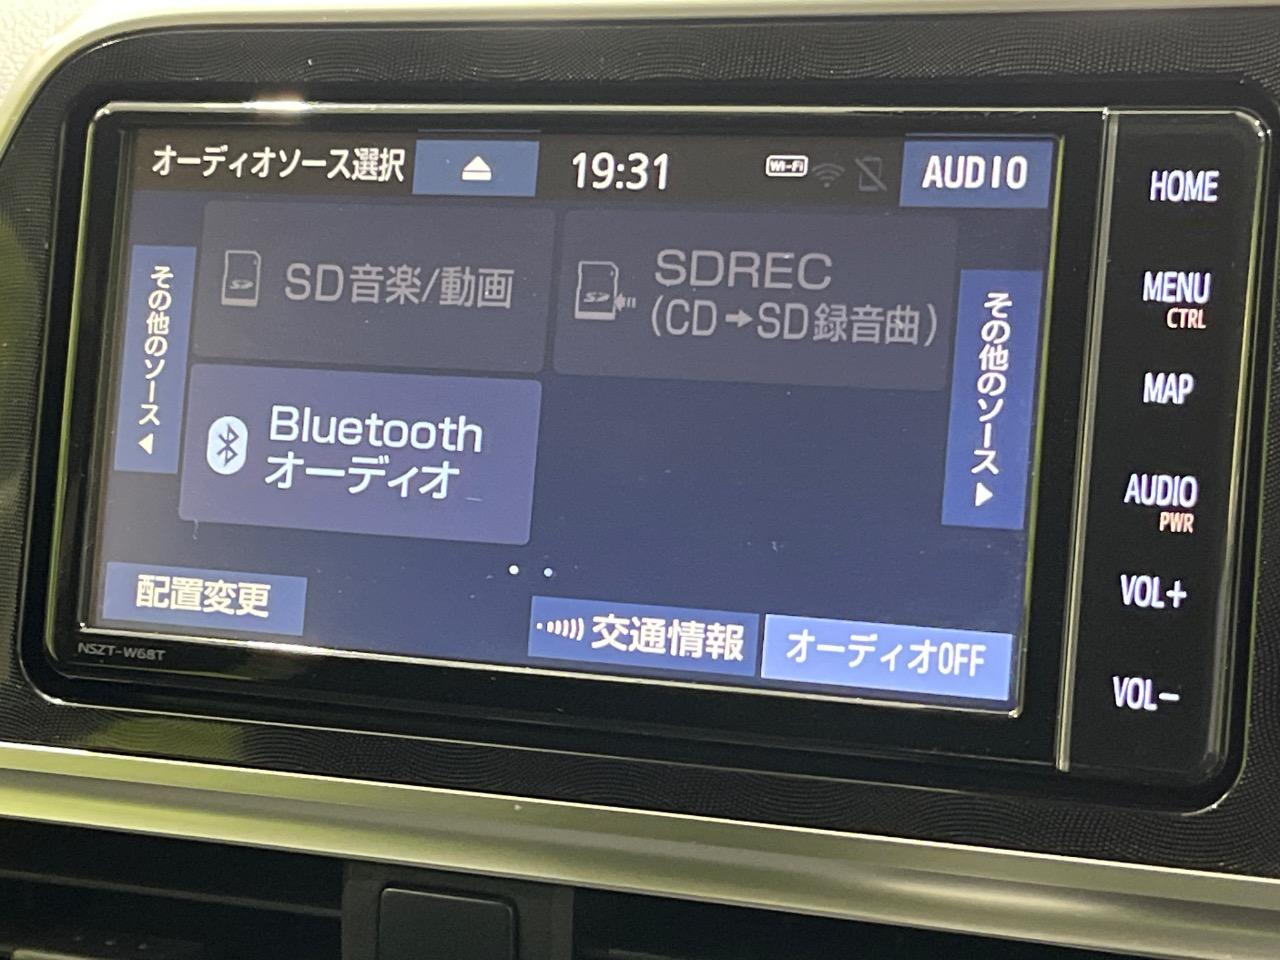 オーディオソース選択
19:31
Wi-Fi
AUDIO
HOME
SD音楽/動画
SDREC
(CD➡SD録音曲)
その他のソース◀
その他のソース▶
MENU
CTRL
MAP
Bluetooth
オーディオ
AUDIO
PWR
配置変更
交通情報
オーディオOFF
VOL+
VOL−
NSZT-W68T